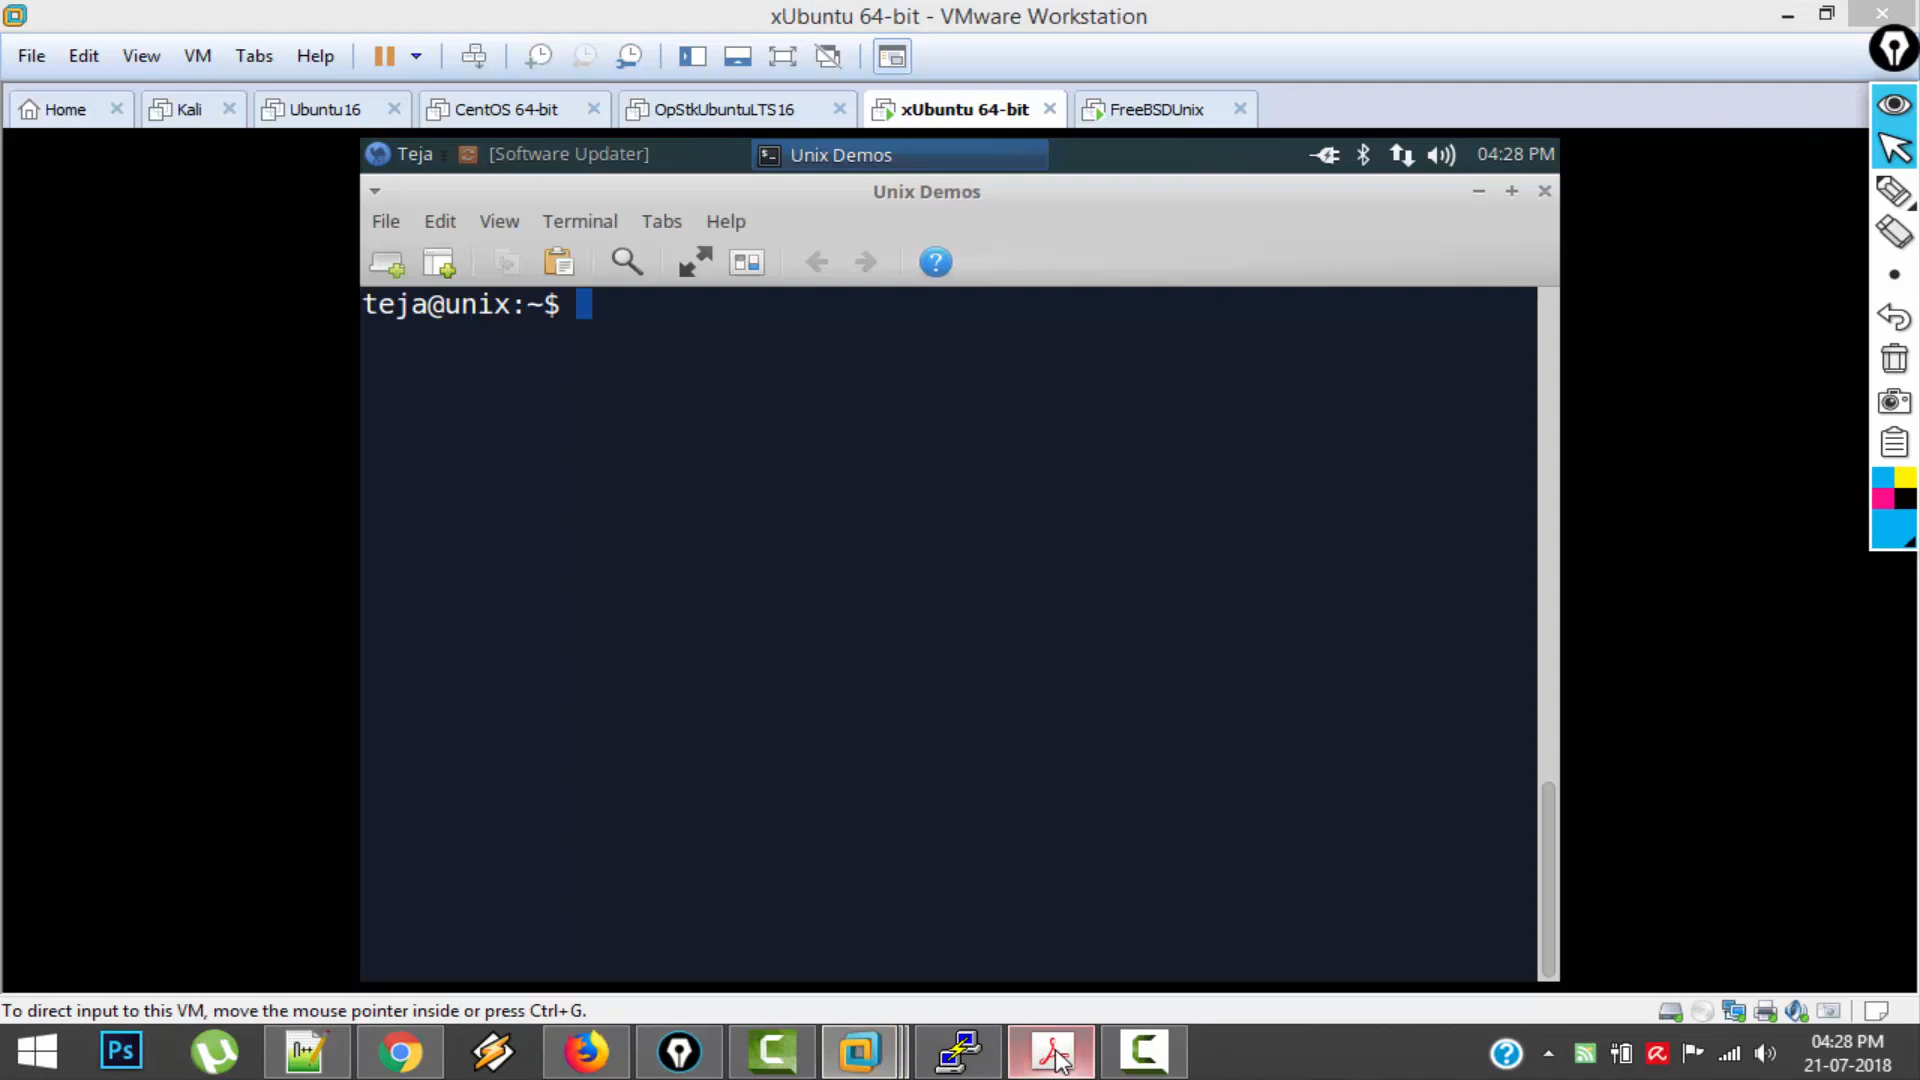 xUbuntu 64-bit - VMware Workstation
File Edit View VM Tabs Help
Home Kali Ubuntu16 CentOS 64-bit OpStkUbuntuLTS16 xUbuntu 64-bit FreeBSDUnix
Teja [Software Updater] Unix Demos 04:28 PM
Unix Demos
File Edit View Terminal Tabs Help
teja@unix:~$
To direct input to this VM, move the mouse pointer inside or press Ctrl+G.
Ps
04:28 PM
21-07-2018